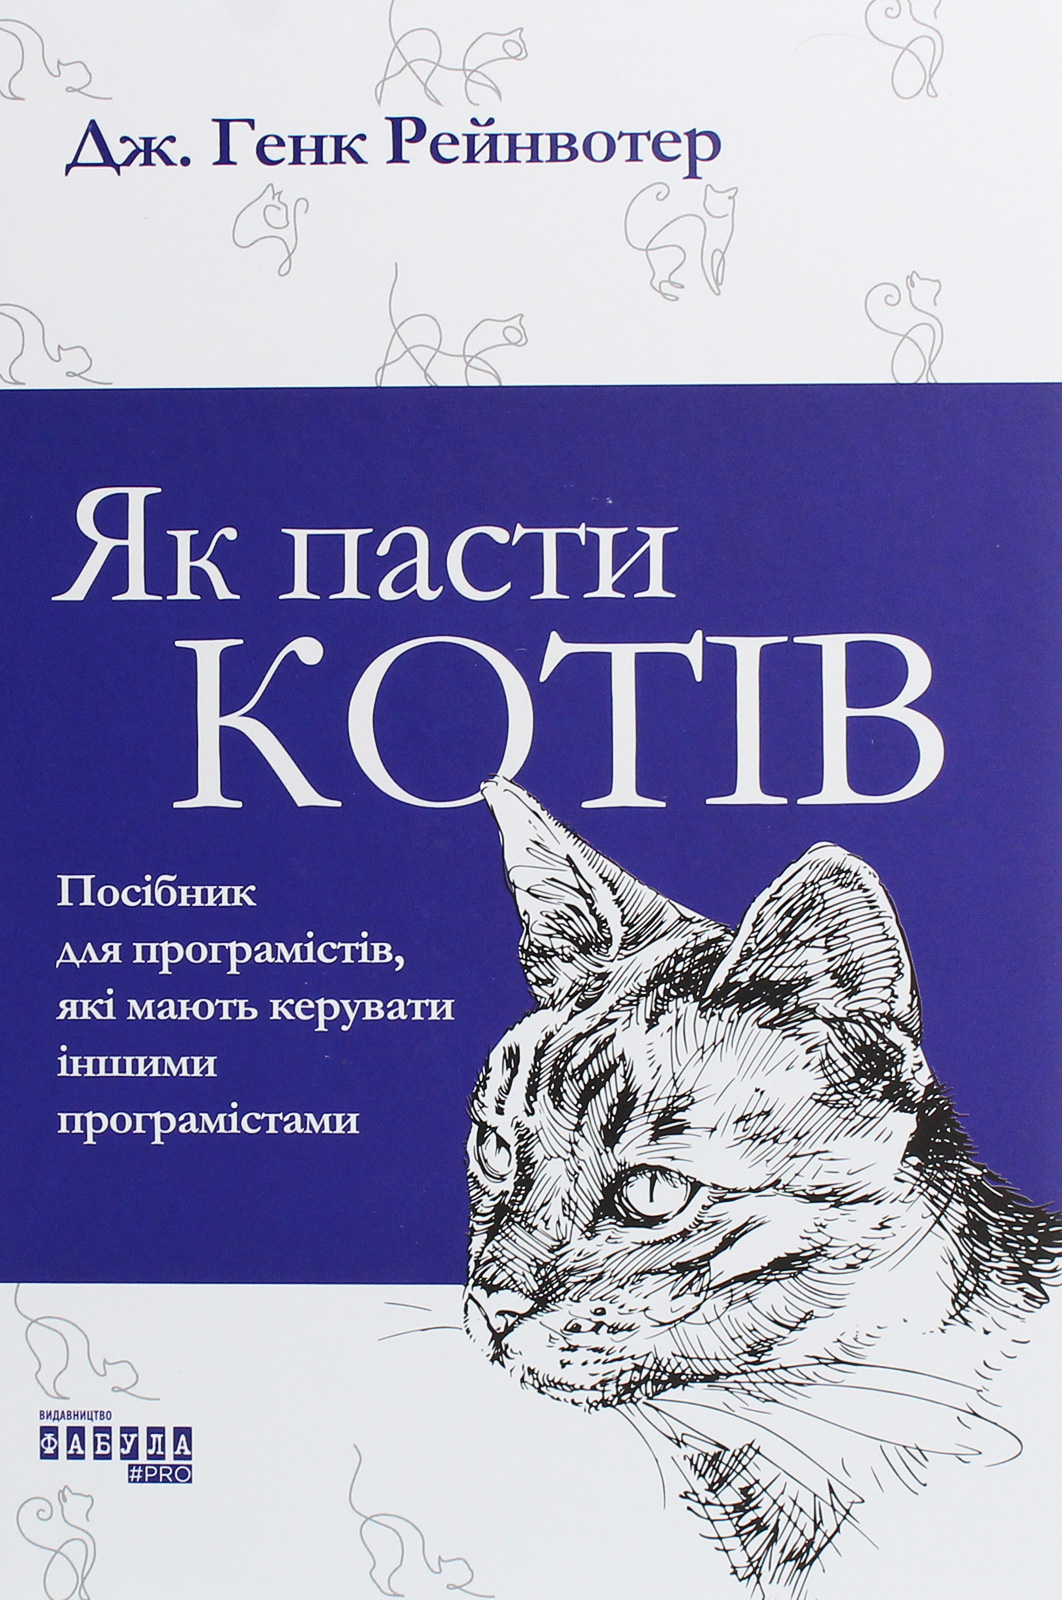 Дж. Генк Рейнвотер
Як пасти
КОТІВ
Посібник
для програмістів,
які мають керувати
іншими
програмістами
ВИДАВНИЦТВО
ФАБУЛА
#PRO